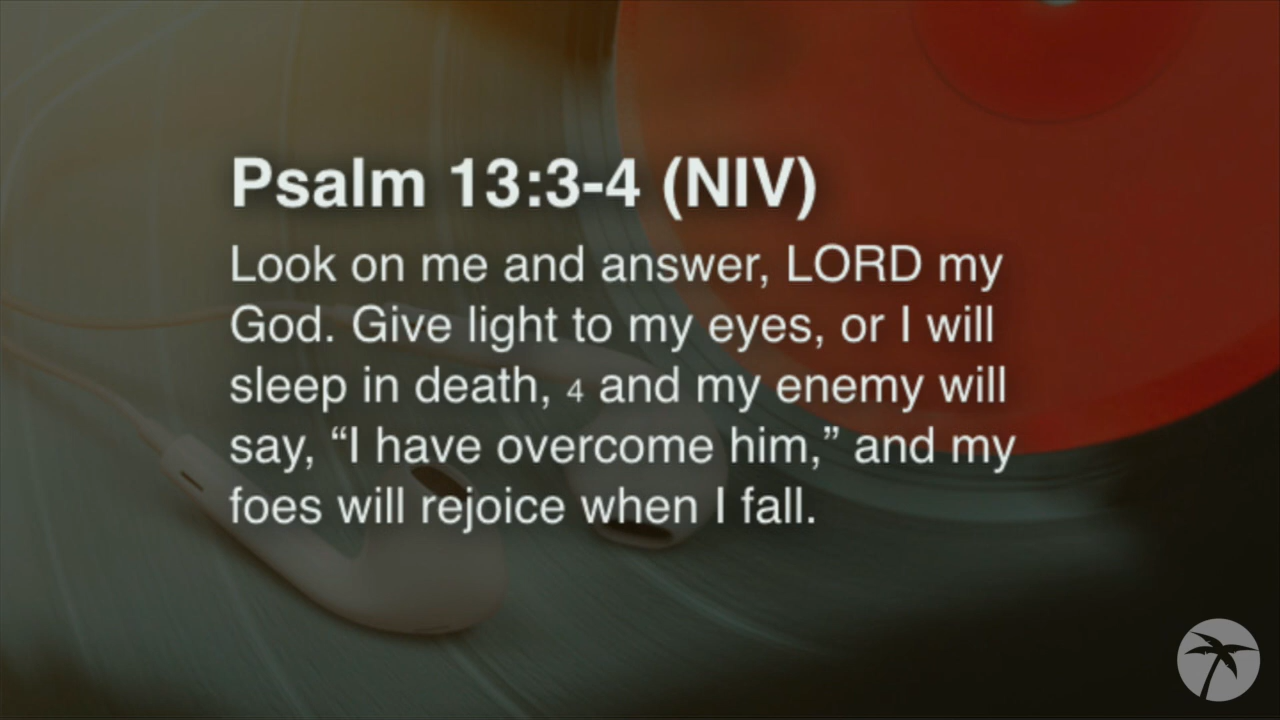 Psalm 13:3-4 (NIV)
Look on me and answer, LORD my
God. Give light to my eyes, or I will
sleep in death, 4 and my enemy will
say, “I have overcome him,” and my
foes will rejoice when I fall.